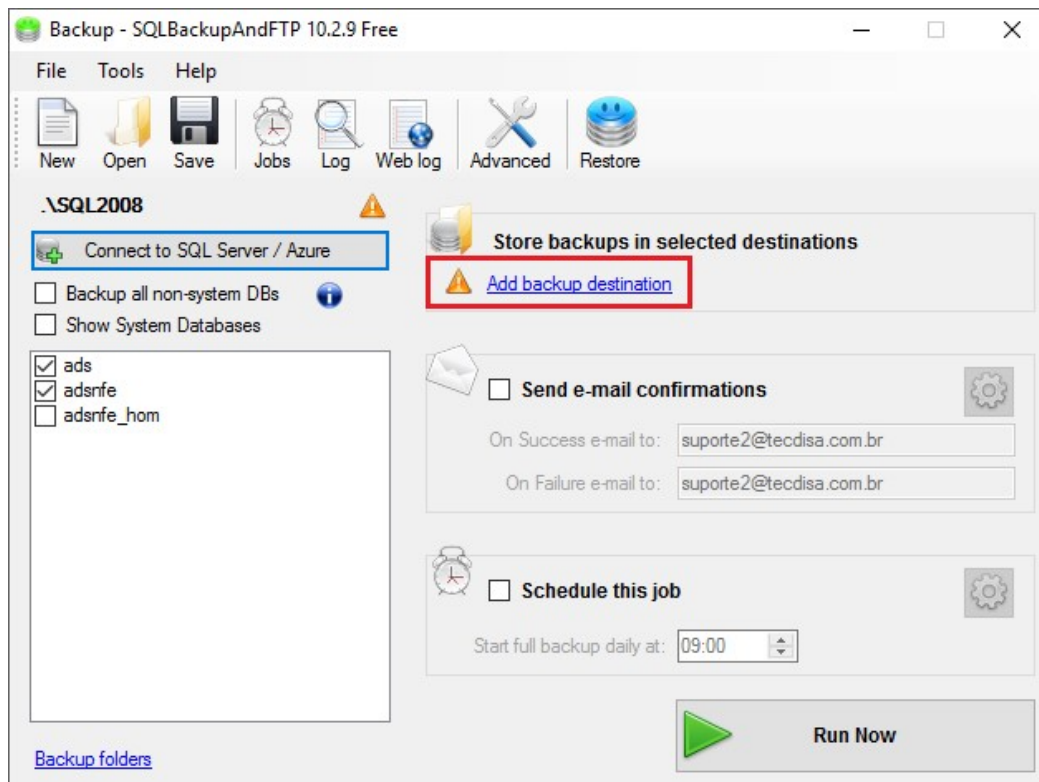 Backup - SQLBackupAndFTP 10.2.9 Free
File Tools Help
New Open Save Jobs Log Web log Advanced Restore
.\SQL2008
Connect to SQL Server / Azure
Backup all non-system DBs
Show System Databases
ads
adsnfe
adsnfe_hom
Backup folders
Store backups in selected destinations
Add backup destination
Send e-mail confirmations
On Success e-mail to: suporte2@tecdisa.com.br
On Failure e-mail to: suporte2@tecdisa.com.br
Schedule this job
Start full backup daily at: 09:00
Run Now